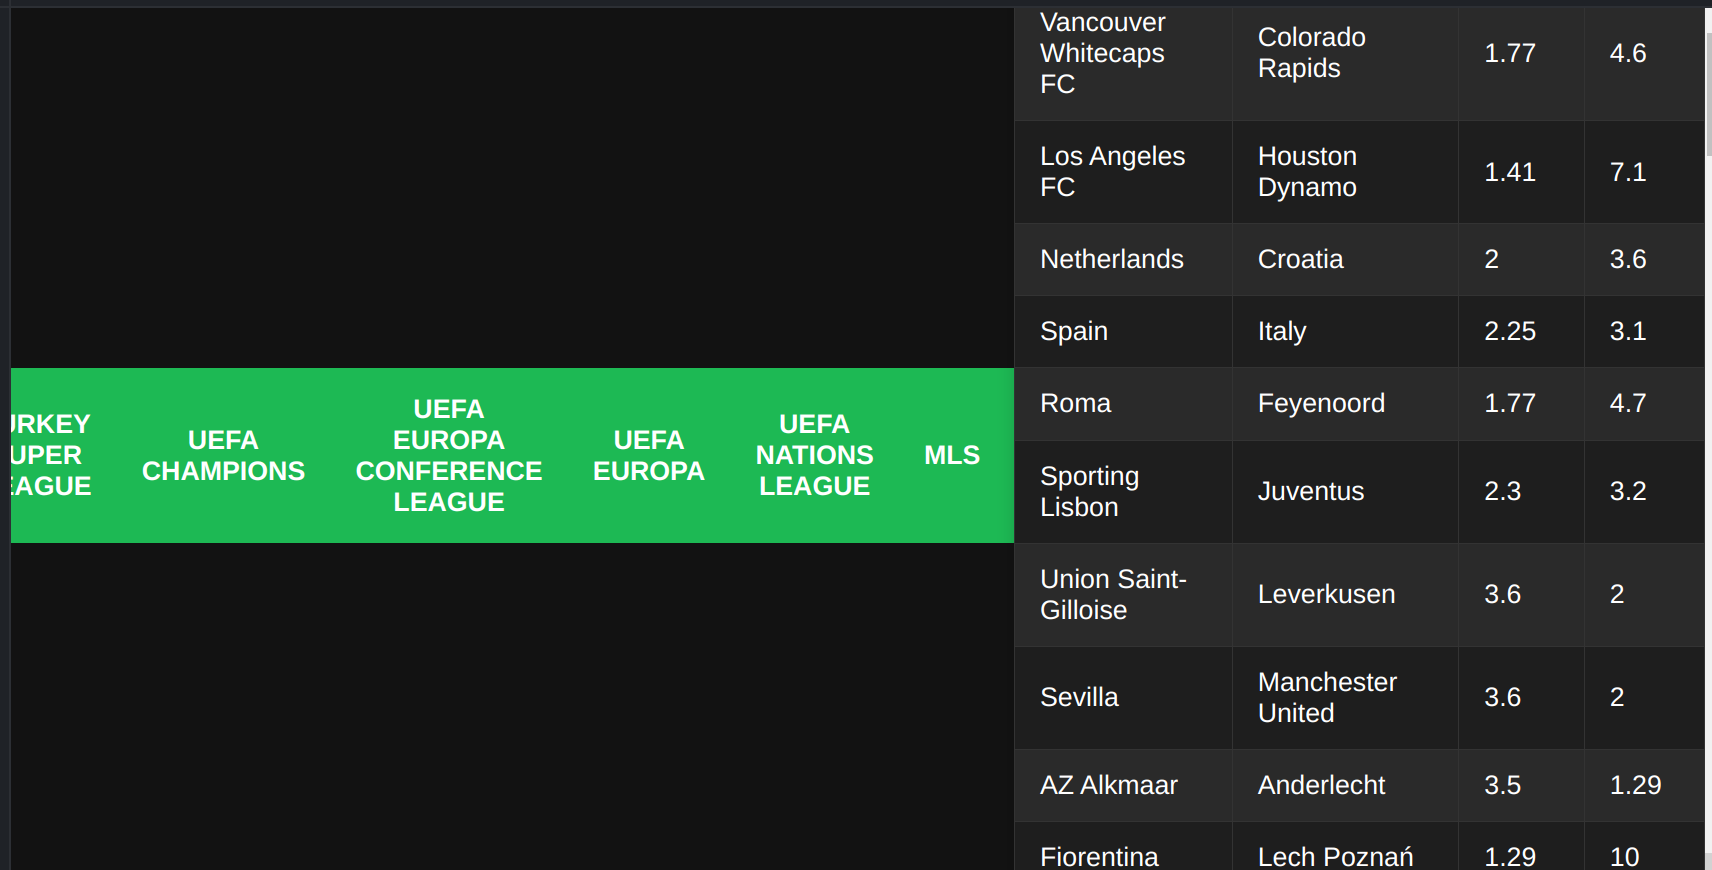 UEFA
CHAMPIONS
UEFA
EUROPA
CONFERENCE
LEAGUE
UEFA
EUROPA
UEFA
NATIONS
LEAGUE
MLS
Vancouver
Whitecaps
FC
Colorado
Rapids
1.77
4.6
Los Angeles
FC
Houston
Dynamo
1.41
7.1
Netherlands
Croatia
2
3.6
Spain
Italy
2.25
3.1
Roma
Feyenoord
1.77
4.7
Sporting
Lisbon
Juventus
2.3
3.2
Union Saint-
Gilloise
Leverkusen
3.6
2
Sevilla
Manchester
United
3.6
2
AZ Alkmaar
Anderlecht
3.5
1.29
Fiorentina
Lech Poznań
1.29
10